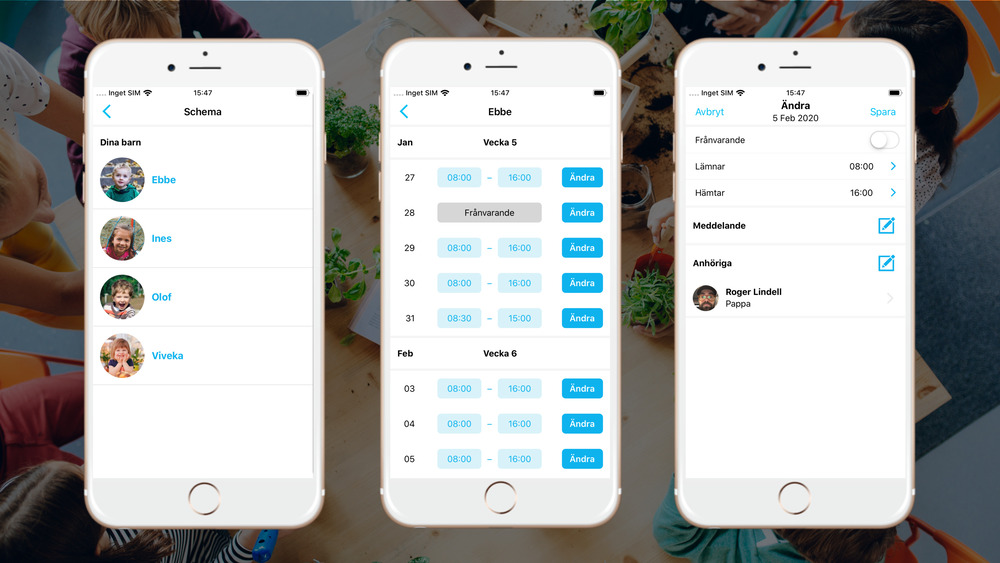 .... Inget SIM 15:47
Schema
Dina barn
Ebbe
Ines
Olof
Viveka
.... Inget SIM 15:47
Ebbe
Jan Vecka 5
27 08:00 – 16:00 Ändra
28 Frånvarande Ändra
29 08:00 – 16:00 Ändra
30 08:00 – 16:00 Ändra
31 08:30 – 15:00 Ändra
Feb Vecka 6
03 08:00 – 16:00 Ändra
04 08:00 – 16:00 Ändra
05 08:00 – 16:00 Ändra
.... Inget SIM 15:47
Avbryt Ändra Spara
5 Feb 2020
Frånvarande
Lämnar 08:00
Hämtar 16:00
Meddelande
Anhöriga
Roger Lindell
Pappa